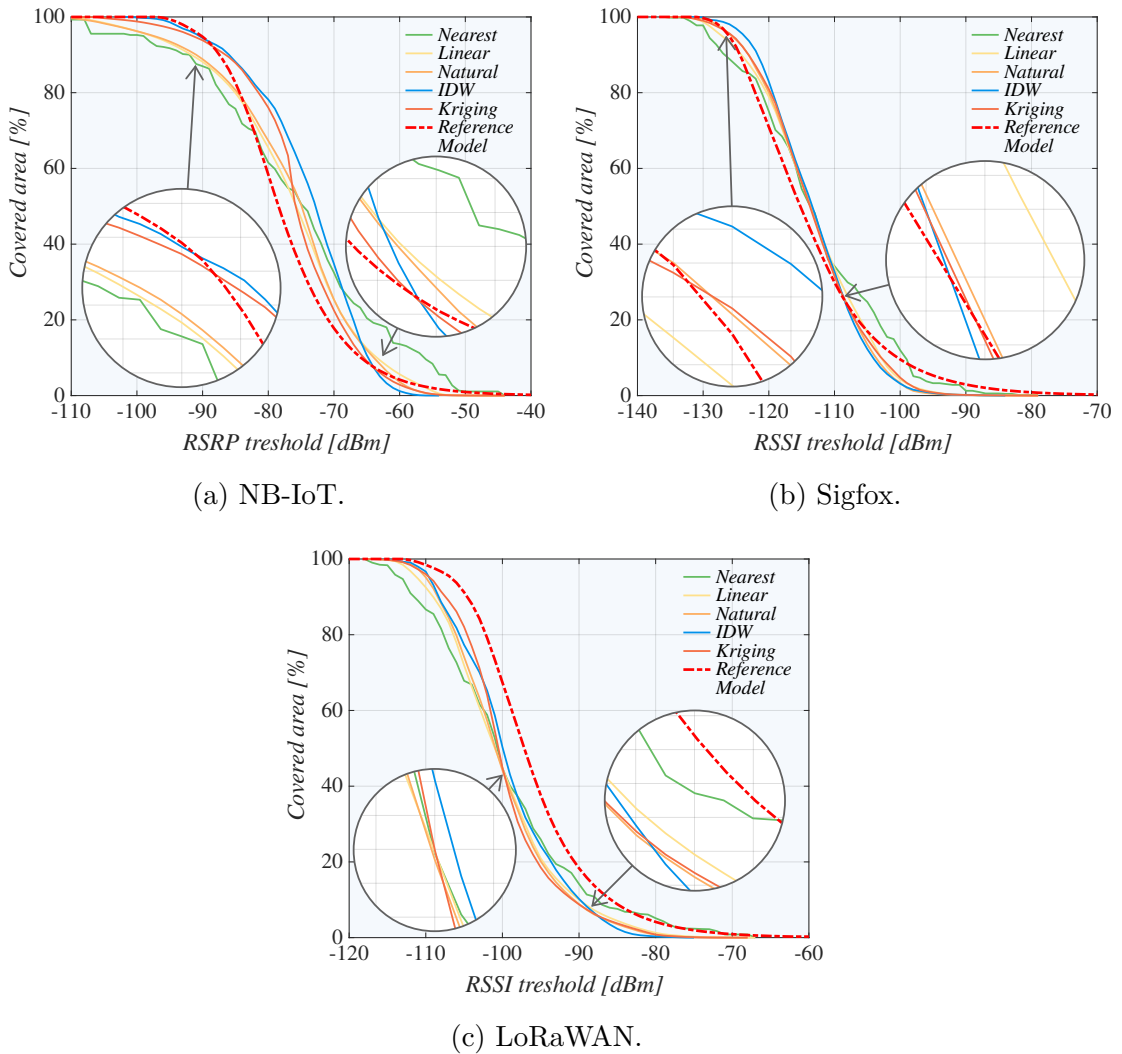 100
80
60
40
20
0
Covered area [%]
-110
-100
-90
-80
-70
-60
-50
-40
RSRP treshold [dBm]
Nearest
Linear
Natural
IDW
Kriging
Reference
Model
(a) NB-IoT.
100
80
60
40
20
0
Covered area [%]
-140
-130
-120
-110
-100
-90
-80
-70
RSSI treshold [dBm]
Nearest
Linear
Natural
IDW
Kriging
Reference
Model
(b) Sigfox.
100
80
60
40
20
0
Covered area [%]
-120
-110
-100
-90
-80
-70
-60
RSSI treshold [dBm]
Nearest
Linear
Natural
IDW
Kriging
Reference
Model
(c) LoRaWAN.